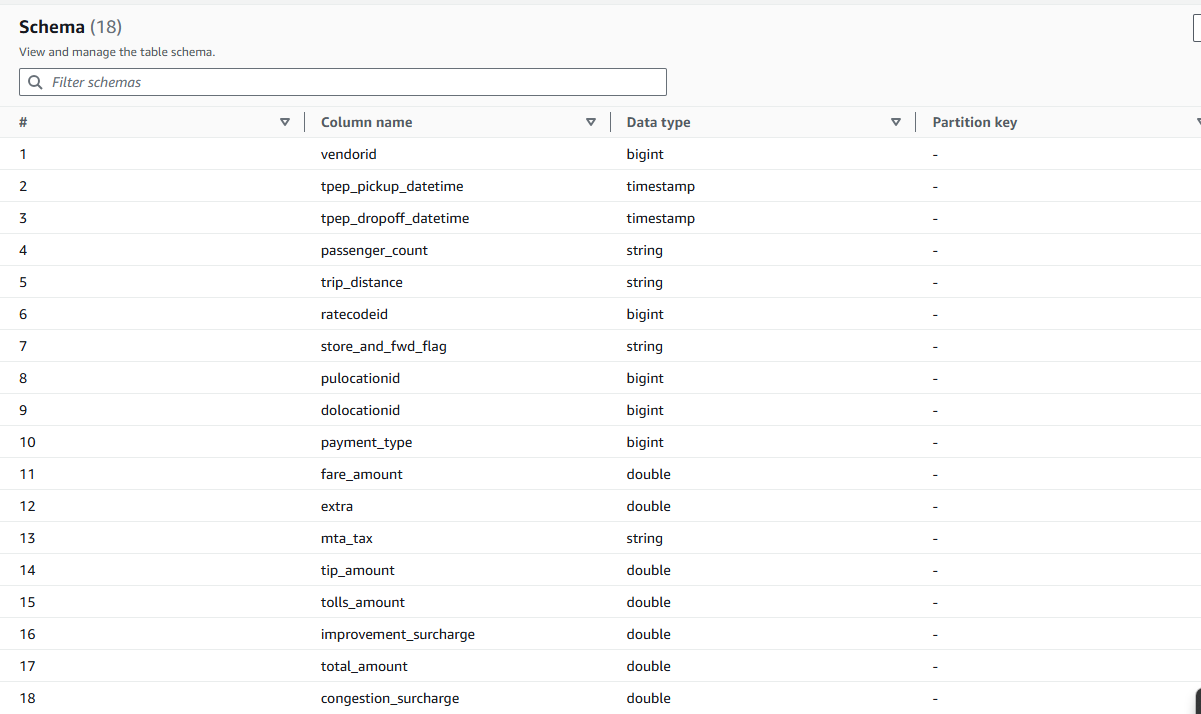 Schema (18)
View and manage the table schema.
Filter schemas
# Column name Data type Partition key
1 vendorid bigint -
2 tpep_pickup_datetime timestamp -
3 tpep_dropoff_datetime timestamp -
4 passenger_count string -
5 trip_distance string -
6 ratecodeid bigint -
7 store_and_fwd_flag string -
8 pulocationid bigint -
9 dolocationid bigint -
10 payment_type bigint -
11 fare_amount double -
12 extra double -
13 mta_tax string -
14 tip_amount double -
15 tolls_amount double -
16 improvement_surcharge double -
17 total_amount double -
18 congestion_surcharge double -